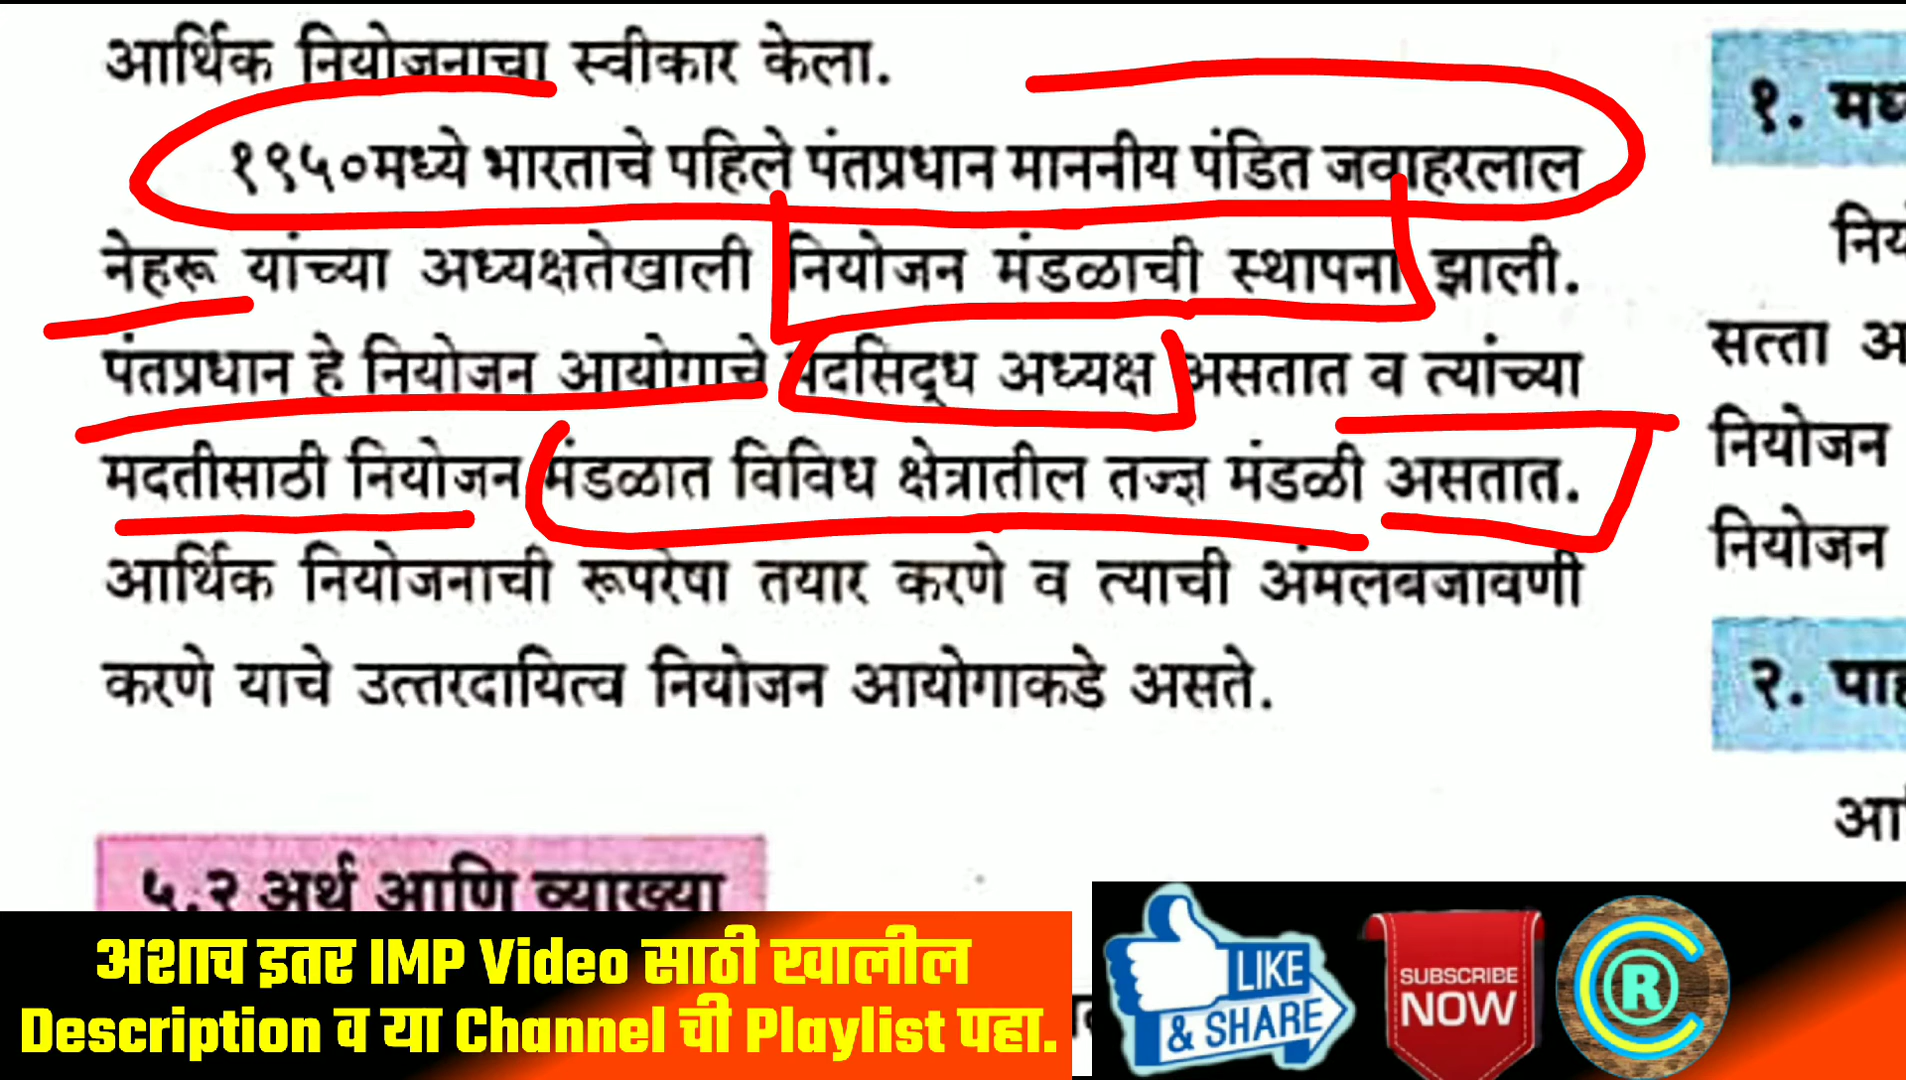 आर्थिक नियोजनाचा स्वीकार केला.
१९५०मध्ये भारताचे पहिले पंतप्रधान माननीय पंडित जवाहरलाल
नेहरू यांच्या अध्यक्षतेखाली नियोजन मंडळाची स्थापना झाली.
पंतप्रधान हे नियोजन आयोगाचे पदसिद्ध अध्यक्ष असतात व त्यांच्या
मदतीसाठी नियोजन मंडळात विविध क्षेत्रातील तज्ज्ञ मंडळी असतात.
आर्थिक नियोजनाची रूपरेषा तयार करणे व त्याची अंमलबजावणी
करणे याचे उत्तरदायित्व नियोजन आयोगाकडे असते.
५.२ अर्थ आणि व्याख्या
१.
सत्ता
नियोजन
नियोजन
२.
अशाच इतर IMP Video साठी खालील
Description व या Channel ची Playlist पहा.
LIKE
& SHARE
SUBSCRIBE
NOW
R